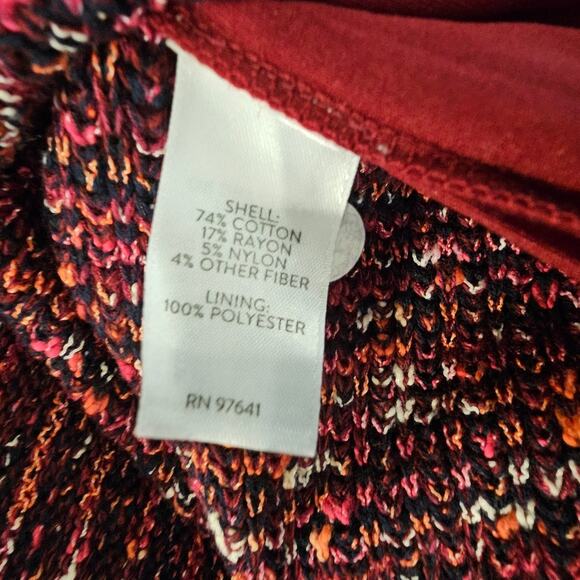 SHELL:
74% COTTON
17% RAYON
5% NYLON
4% OTHER FIBER
LINING:
100% POLYESTER
RN 97641